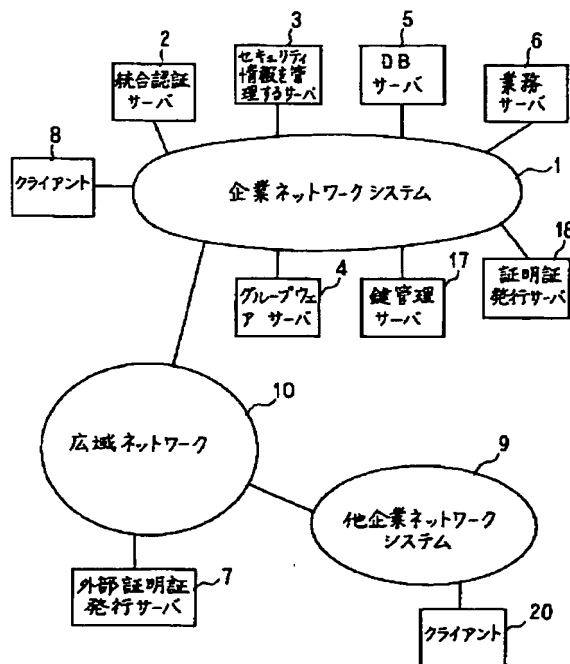 2
統合認証
サーバ
3
セキュリティ
情報を管
理するサーバ
5
DB
サーバ
6
業務
サーバ
8
クライアント
企業ネットワークシステム
1
グループウェ
ア サーバ
4
17
鍵管理
サーバ
18
証明証
発行サーバ
10
広域ネットワーク
9
他企業ネットワーク
システム
外部証明証
発行サーバ
7
クライアント
20